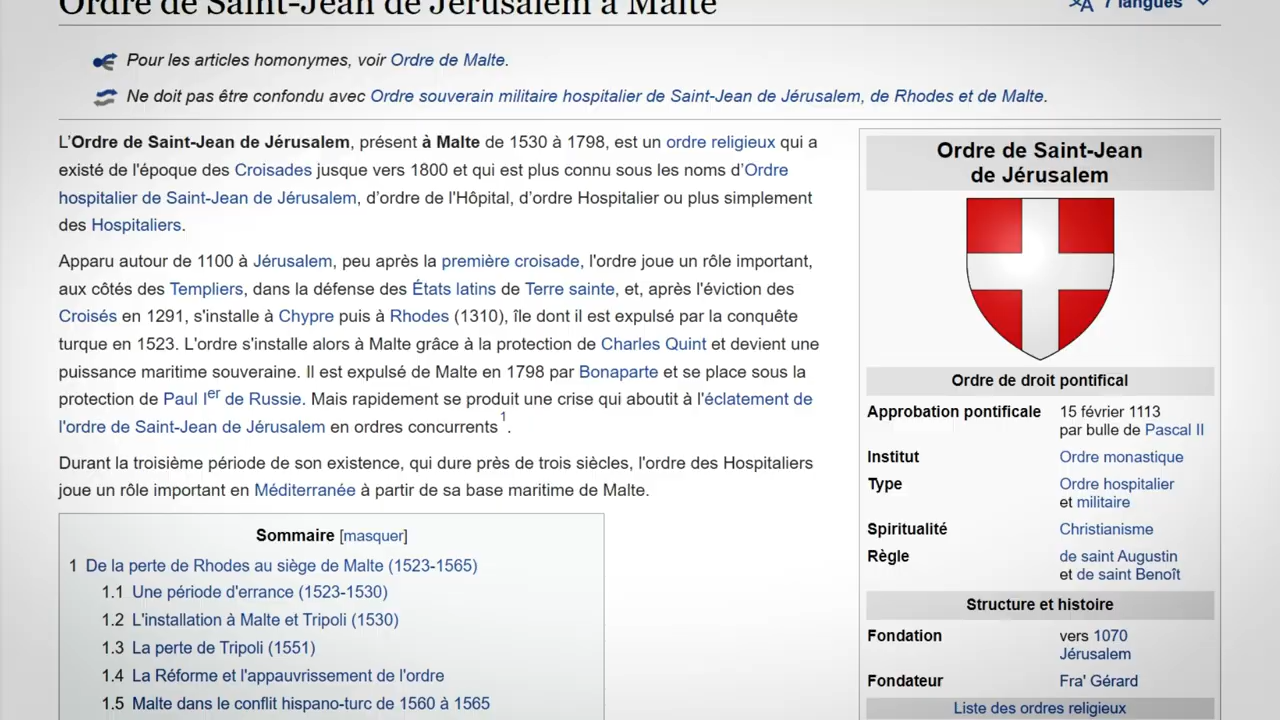 Ordre de Saint-Jean de Jérusalem à Malte
7 langues
Pour les articles homonymes, voir Ordre de Malte.
Ne doit pas être confondu avec Ordre souverain militaire hospitalier de Saint-Jean de Jérusalem, de Rhodes et de Malte.
L'Ordre de Saint-Jean de Jérusalem, présent à Malte de 1530 à 1798, est un ordre religieux qui a
existé de l'époque des Croisades jusque vers 1800 et qui est plus connu sous les noms d'Ordre
hospitalier de Saint-Jean de Jérusalem, d'ordre de l'Hôpital, d'ordre Hospitalier ou plus simplement
des Hospitaliers.
Apparu autour de 1100 à Jérusalem, peu après la première croisade, l'ordre joue un rôle important,
aux côtés des Templiers, dans la défense des États latins de Terre sainte, et, après l'éviction des
Croisés en 1291, s'installe à Chypre puis à Rhodes (1310), île dont il est expulsé par la conquête
turque en 1523. L'ordre s'installe alors à Malte grâce à la protection de Charles Quint et devient une
puissance maritime souveraine. Il est expulsé de Malte en 1798 par Bonaparte et se place sous la
protection de Paul Ier de Russie. Mais rapidement se produit une crise qui aboutit à l'éclatement de
l'ordre de Saint-Jean de Jérusalem en ordres concurrents 1.
Durant la troisième période de son existence, qui dure près de trois siècles, l'ordre des Hospitaliers
joue un rôle important en Méditerranée à partir de sa base maritime de Malte.
Sommaire [masquer]
1 De la perte de Rhodes au siège de Malte (1523-1565)
1.1 Une période d'errance (1523-1530)
1.2 L'installation à Malte et Tripoli (1530)
1.3 La perte de Tripoli (1551)
1.4 La Réforme et l'appauvrissement de l'ordre
1.5 Malte dans le conflit hispano-turc de 1560 à 1565
Ordre de Saint-Jean
de Jérusalem
Ordre de droit pontifical
Approbation pontificale 15 février 1113
par bulle de Pascal II
Institut Ordre monastique
Type Ordre hospitalier
et militaire
Spiritualité Christianisme
Règle de saint Augustin
et de saint Benoît
Structure et histoire
Fondation vers 1070
Jérusalem
Fondateur Fra' Gérard
Liste des ordres religieux